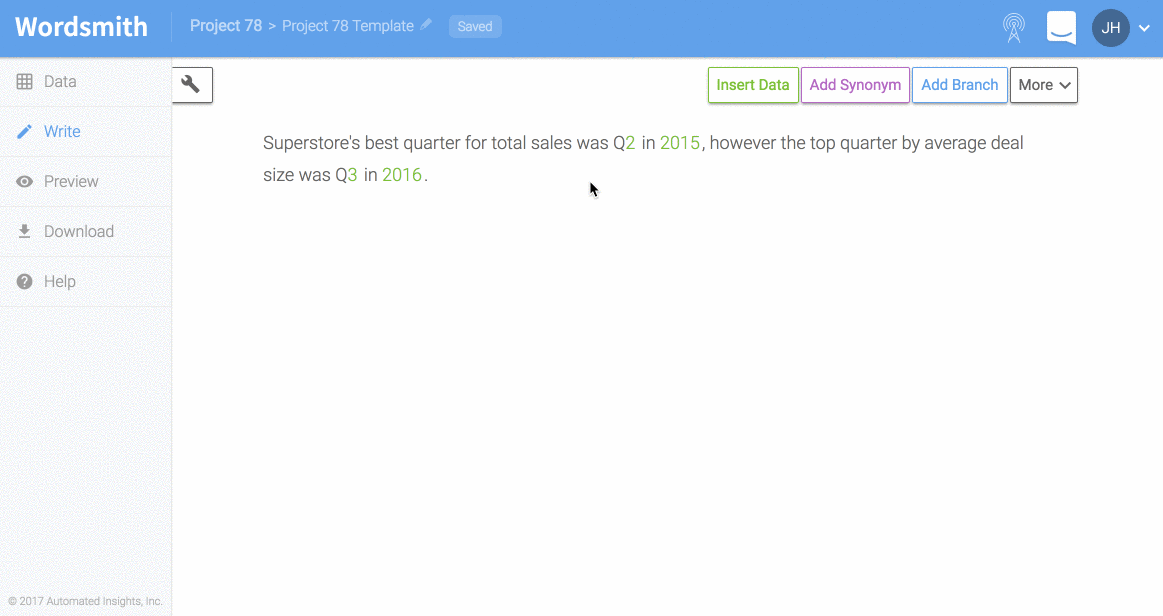 Wordsmith
Project 78 > Project 78 Template
Saved
JH
Data
Write
Preview
Download
Help
Insert Data
Add Synonym
Add Branch
More
Superstore's best quarter for total sales was Q2 in 2015, however the top quarter by average deal
size was Q3 in 2016.
© 2017 Automated Insights, Inc.